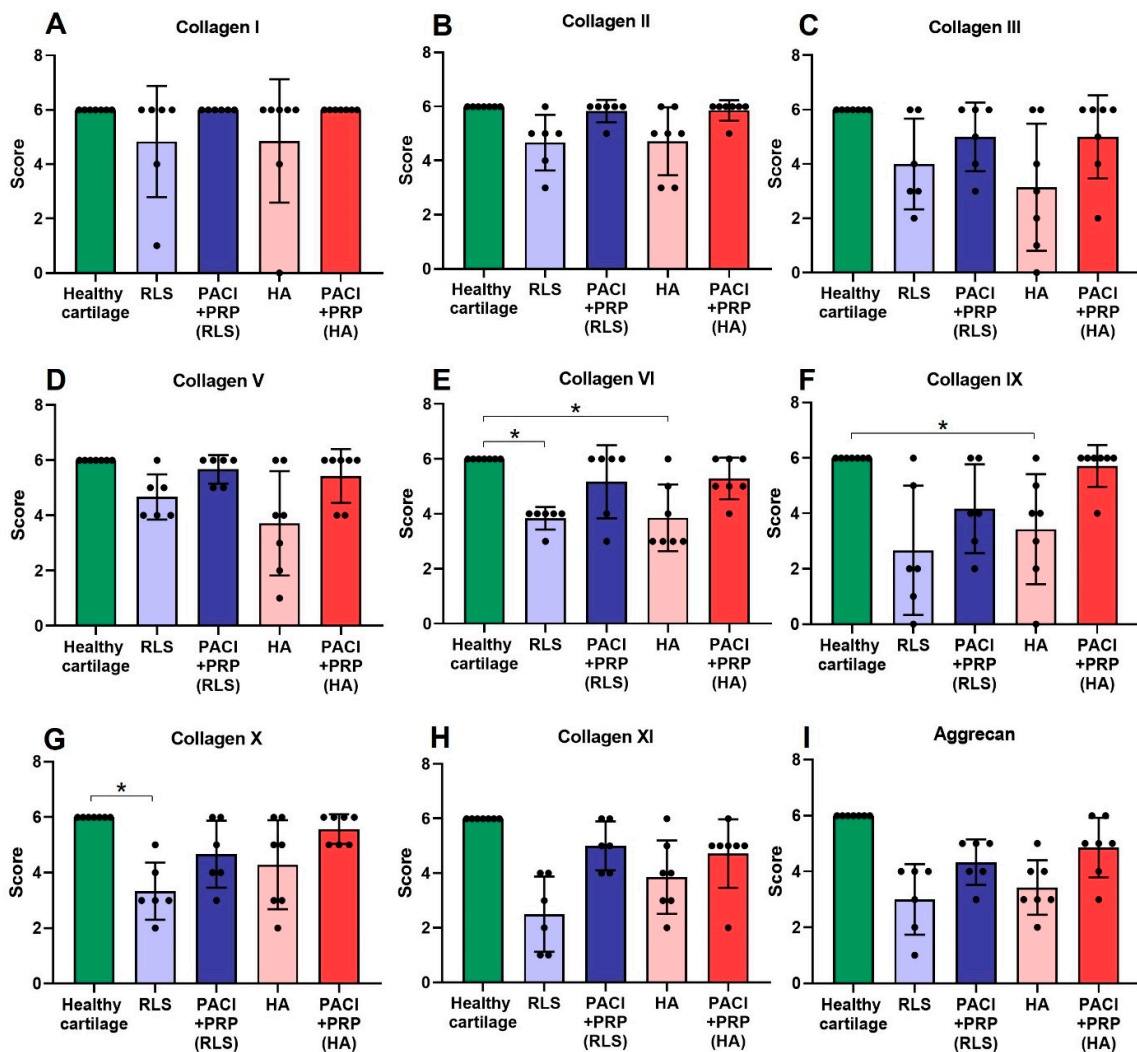 A
Collagen I
8
6
4
2
0
Score
Healthy
cartilage
RLS
PACI
+PRP
(RLS)
HA
PACI
+PRP
(HA)
B
Collagen II
8
6
4
2
0
Score
Healthy
cartilage
RLS
PACI
+PRP
(RLS)
HA
PACI
+PRP
(HA)
C
Collagen III
8
6
4
2
0
Score
Healthy
cartilage
RLS
PACI
+PRP
(RLS)
HA
PACI
+PRP
(HA)
D
Collagen V
8
6
4
2
0
Score
Healthy
cartilage
RLS
PACI
+PRP
(RLS)
HA
PACI
+PRP
(HA)
E
Collagen VI
8
6
4
2
0
Score
*
*
Healthy
cartilage
RLS
PACI
+PRP
(RLS)
HA
PACI
+PRP
(HA)
F
Collagen IX
8
6
4
2
0
Score
*
Healthy
cartilage
RLS
PACI
+PRP
(RLS)
HA
PACI
+PRP
(HA)
G
Collagen X
8
6
4
2
0
Score
*
Healthy
cartilage
RLS
PACI
+PRP
(RLS)
HA
PACI
+PRP
(HA)
H
Collagen XI
8
6
4
2
0
Score
Healthy
cartilage
RLS
PACI
+PRP
(RLS)
HA
PACI
+PRP
(HA)
I
Aggrecan
8
6
4
2
0
Score
Healthy
cartilage
RLS
PACI
+PRP
(RLS)
HA
PACI
+PRP
(HA)